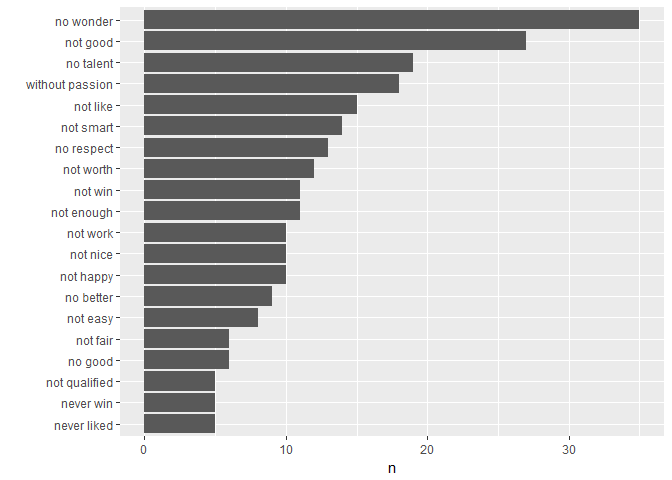 no wonder
not good
no talent
without passion
not like
not smart
no respect
not worth
not win
not enough
not work
not nice
not happy
no better
not easy
not fair
no good
not qualified
never win
never liked
0 10 20 30
n